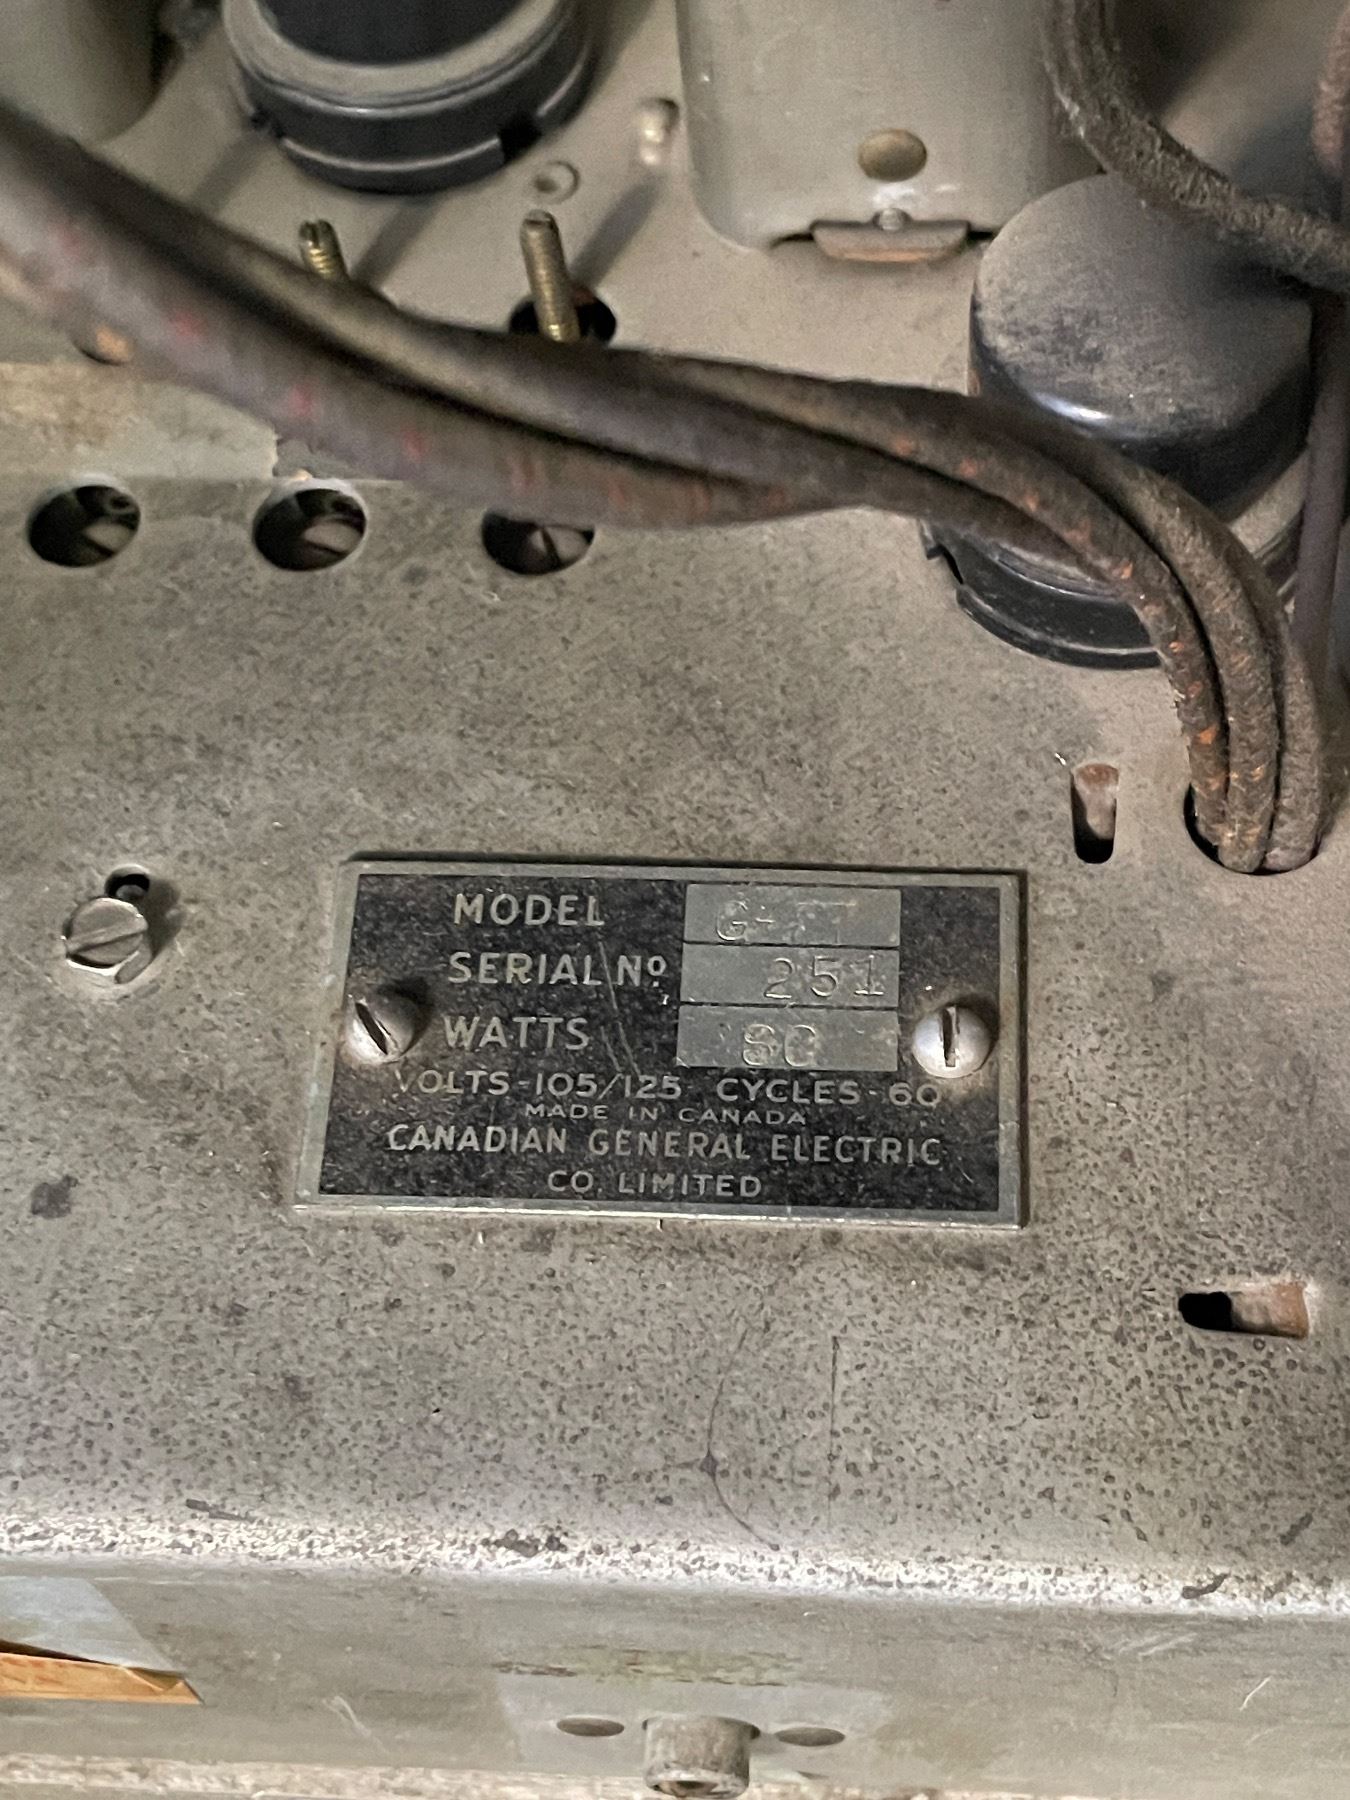 MODEL
SERIAL Nº 251
WATTS
VOLTS-105/125 CYCLES-60
MADE IN CANADA
CANADIAN GENERAL ELECTRIC
CO. LIMITED